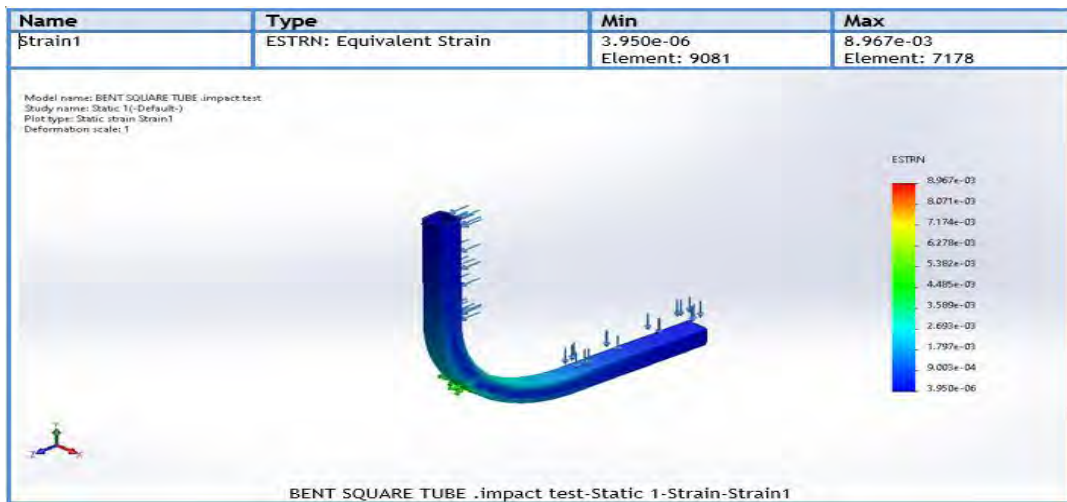 Name Type Min Max
Strain1 ESTRN: Equivalent Strain 3.950e-06 8.967e-03
Element: 9081 Element: 7178
Model name: BENT SQUARE TUBE .impact test
Study name: Static 1(-Default-)
Plot type: Static strain Strain1
Deformation scale: 1
ESTRN
8.967e-03
8.071e-03
7.174e-03
6.278e-03
5.382e-03
4.485e-03
3.589e-03
2.693e-03
1.797e-03
9.003e-04
3.950e-06
Y
Z X
BENT SQUARE TUBE .impact test-Static 1-Strain-Strain1